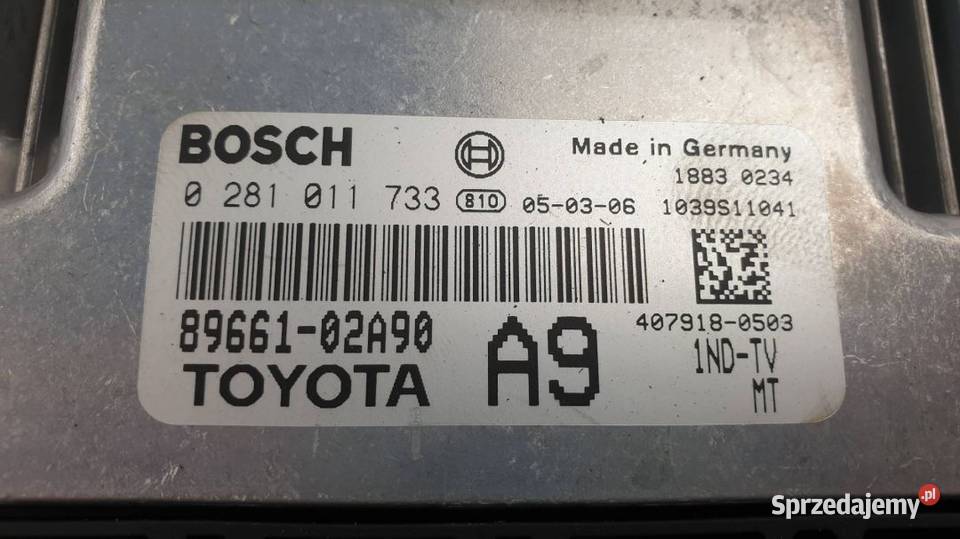 BOSCH
Made in Germany
1883 0234
0 281 011 733 810 05-03-06 1039S11041
407918-0503
89661-02A90 A9 1ND-TV
TOYOTA MT
Sprzedajemy.pl